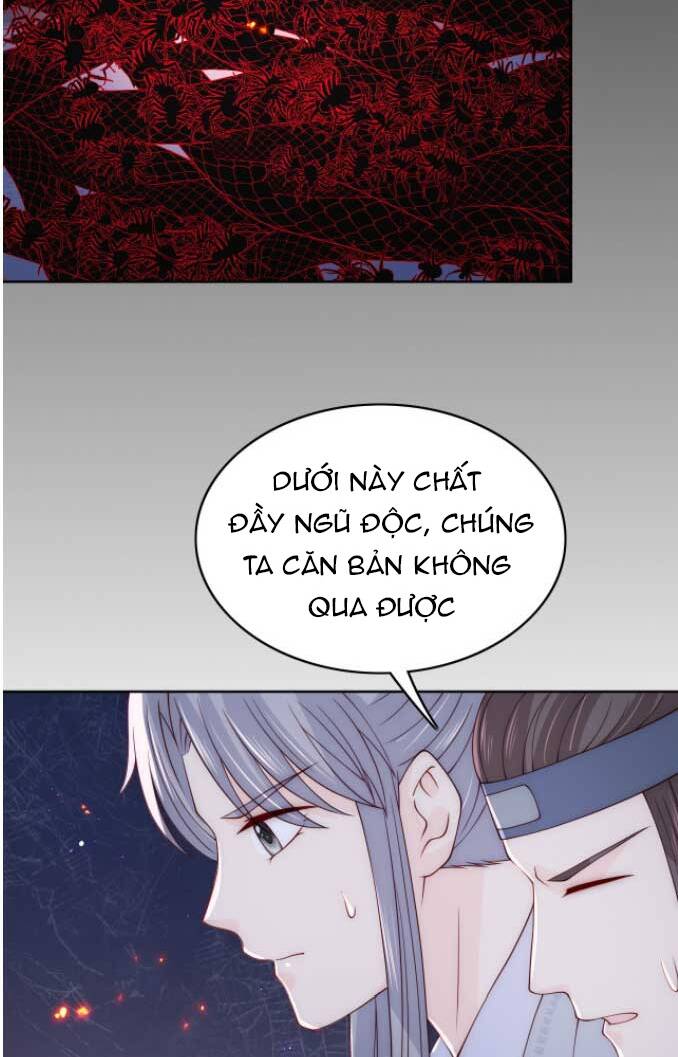 DƯỚI NÀY CHẤT
ĐẦY NGŨ ĐỘC, CHÚNG
TA CĂN BẢN KHÔNG
QUA ĐƯỢC